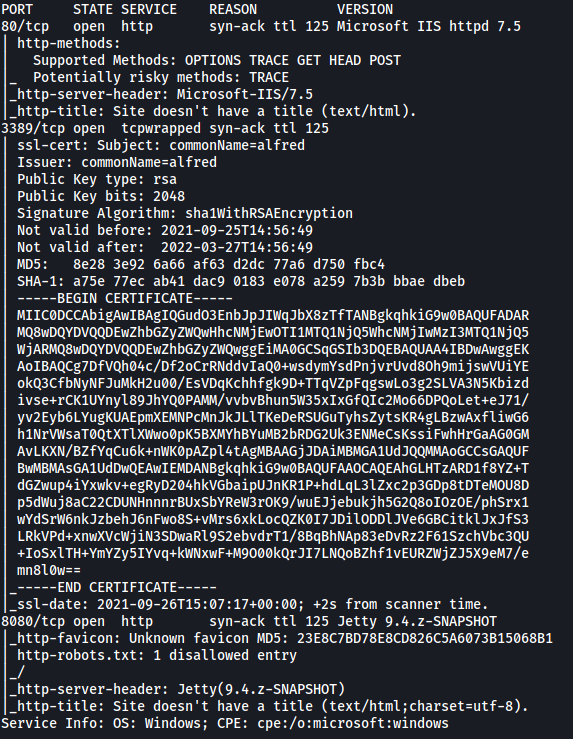 PORT     STATE SERVICE    REASON          VERSION
80/tcp   open  http       syn-ack ttl 125 Microsoft IIS httpd 7.5
| http-methods:
|   Supported Methods: OPTIONS TRACE GET HEAD POST
|_  Potentially risky methods: TRACE
|_http-server-header: Microsoft-IIS/7.5
|_http-title: Site doesn't have a title (text/html).
3389/tcp open  tcpwrapped syn-ack ttl 125
| ssl-cert: Subject: commonName=alfred
| Issuer: commonName=alfred
| Public Key type: rsa
| Public Key bits: 2048
| Signature Algorithm: sha1WithRSAEncryption
| Not valid before: 2021-09-25T14:56:49
| Not valid after:  2022-03-27T14:56:49
| MD5:   8e28 3e92 6a66 af63 d2dc 77a6 d750 fbc4
| SHA-1: a75e 77ec ab41 dac9 0183 e078 a259 7b3b bbae dbeb
| -----BEGIN CERTIFICATE-----
| MIIC0DCCAbigAwIBAgIQGudO3EnbJpJIWqJbX8zTfTANBgkqhkiG9w0BAQUFADAR
| MQ8wDQYDVQQDEwZhbGZyZWQwHhcNMjEwOTI1MTQ1NjQ5WhcNMjIwMzI3MTQ1NjQ5
| WjARMQ8wDQYDVQQDEwZhbGZyZWQwggEiMA0GCSqGSIb3DQEBAQUAA4IBDwAwggEK
| AoIBAQCg7DfVQh04c/Df2oCrRNddvIaQ0+wsdymYsdPnjvrUvd8Oh9mijswVUiYE
| okQ3CfbNyNFJuMkH2u00/EsVDqKchhfgk9D+TTqVZpFqgswLo3g2SLVA3N5Kbizd
| ivse+rCK1UYnyl89JhYQ0PAMM/vvbvBhun5W35xIxGfQIc2Mo66DPQoLet+eJ71/
| yv2Eyb6LYugKUAEpmXEMNPcMnJkJLlTKeDeRSUGuTyhsZytsKR4gLBzwAxfliwG6
| h1NrVWsaT0QtXTlXWwo0pK5BXMYhBYuMB2bRDG2Uk3ENMeCsKssiFwhHrGaAG0GM
| AvLKXN/BZfYqCu6k+nWK0pAZpl4tAgMBAAGjJDAiMBMGA1UdJQQMMAoGCCsGAQUF
| BwMBMAsGA1UdDwQEAwIEMDANBgkqhkiG9w0BAQUFAAOCAQEAhGLHTzARD1f8YZ+T
| dGZwup4iYxwkv+egRyD204hkVGbaipUJnKR1P+hdLqL3lZxc2p3GDp8tDTeMOU8D
| p5dWuj8aC22CDUNHnnnrBUxSbYReW3rOK9/wuEJjebukjh5G2Q8oIOzOE/phSrx1
| wYdSrW6nkJzbehJ6nFwo8S+vMrs6xkLocQZK0I7JDilODDlJVe6GBCitklJxJfS3
| LRkVPd+xnwXVcWjiN3SDwaRl9S2ebvdrT1/8BqBhNAp83eDvRz2F61SzchVbc3QU
| +IoSxlTH+YmYZy5IYvq+kWNxwF+M9O00kQrJI7LNQoBZhf1vEURZWjZJ5X9eM7/e
| mn8l0w==
|_-----END CERTIFICATE-----
|_ssl-date: 2021-09-26T15:07:17+00:00; +2s from scanner time.
8080/tcp open  http       syn-ack ttl 125 Jetty 9.4.z-SNAPSHOT
|_http-favicon: Unknown favicon MD5: 23E8C7BD78E8CD826C5A6073B15068B1
| http-robots.txt: 1 disallowed entry
|_/
|_http-server-header: Jetty(9.4.z-SNAPSHOT)
|_http-title: Site doesn't have a title (text/html;charset=utf-8).
Service Info: OS: Windows; CPE: cpe:/o:microsoft:windows